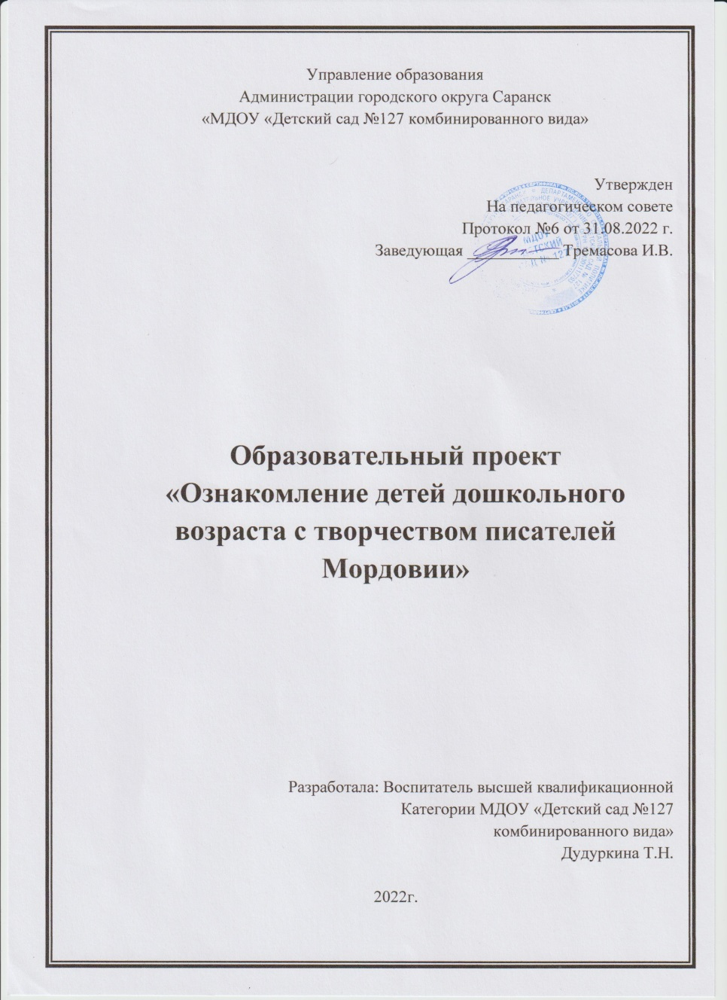 Управление образования
Администрации городского округа Саранск
«МДОУ «Детский сад №127 комбинированного вида»
Утвержден
На педагогическом совете
Протокол №6 от 31.08.2022 г.
Заведующая ___________ Тремасова И.В.
МДОУ
Образовательный проект
«Ознакомление детей дошкольного
возраста с творчеством писателей
Мордовии»
Разработала: Воспитатель высшей квалификационной
Категории МДОУ «Детский сад №127
комбинированного вида»
Дудуркина Т.Н.
2022г.